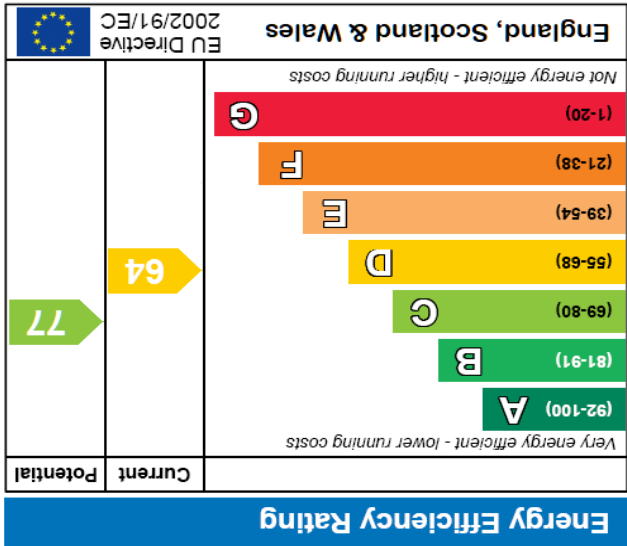 Energy Efficiency Rating
Current Potential
Very energy efficient - lower running costs
(92-100) A
(81-91) B
(69-80) C
77
(55-68) D
64
(39-54) E
(21-38) F
(1-20) G
Not energy efficient - higher running costs
England, Scotland & Wales
EU Directive
2002/91/EC